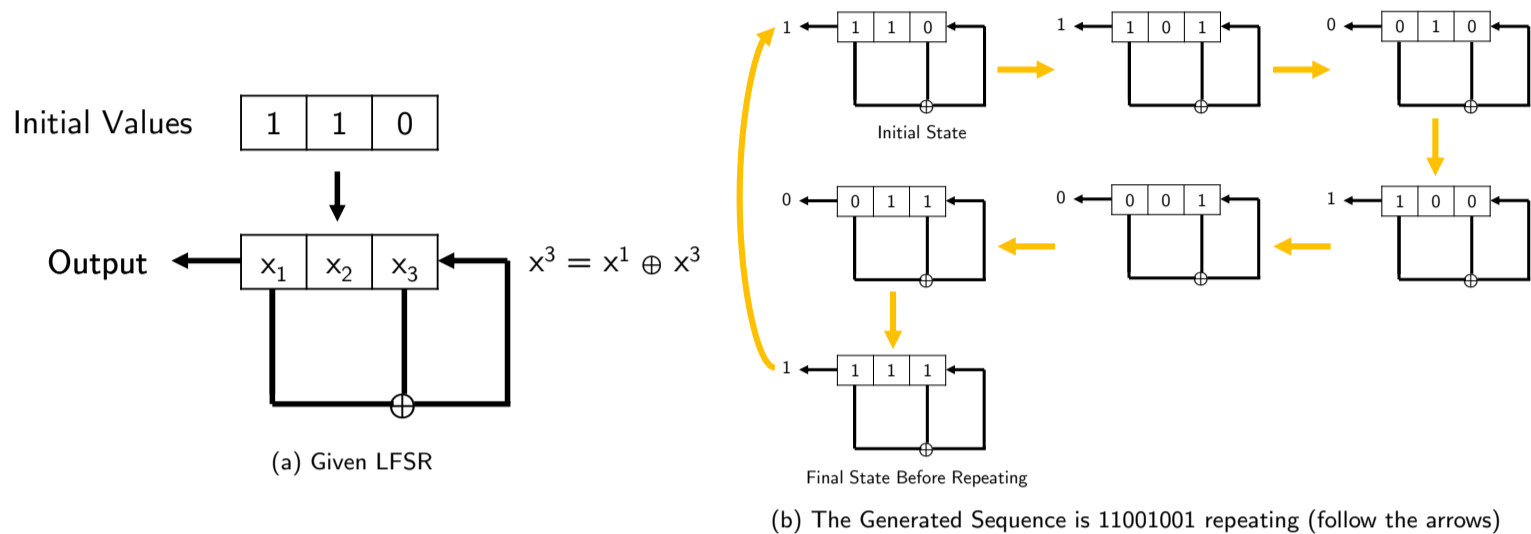 Initial Values
1 1 0
Output
x₁ x₂ x₃
x³ = x¹ ⊕ x³
(a) Given LFSR
1 1 1 0
Initial State
1 1 0 1
0 0 1 0
1 1 0 0
0 0 0 1
0 0 1 1
1 1 1 1
Final State Before Repeating
(b) The Generated Sequence is 11001001 repeating (follow the arrows)